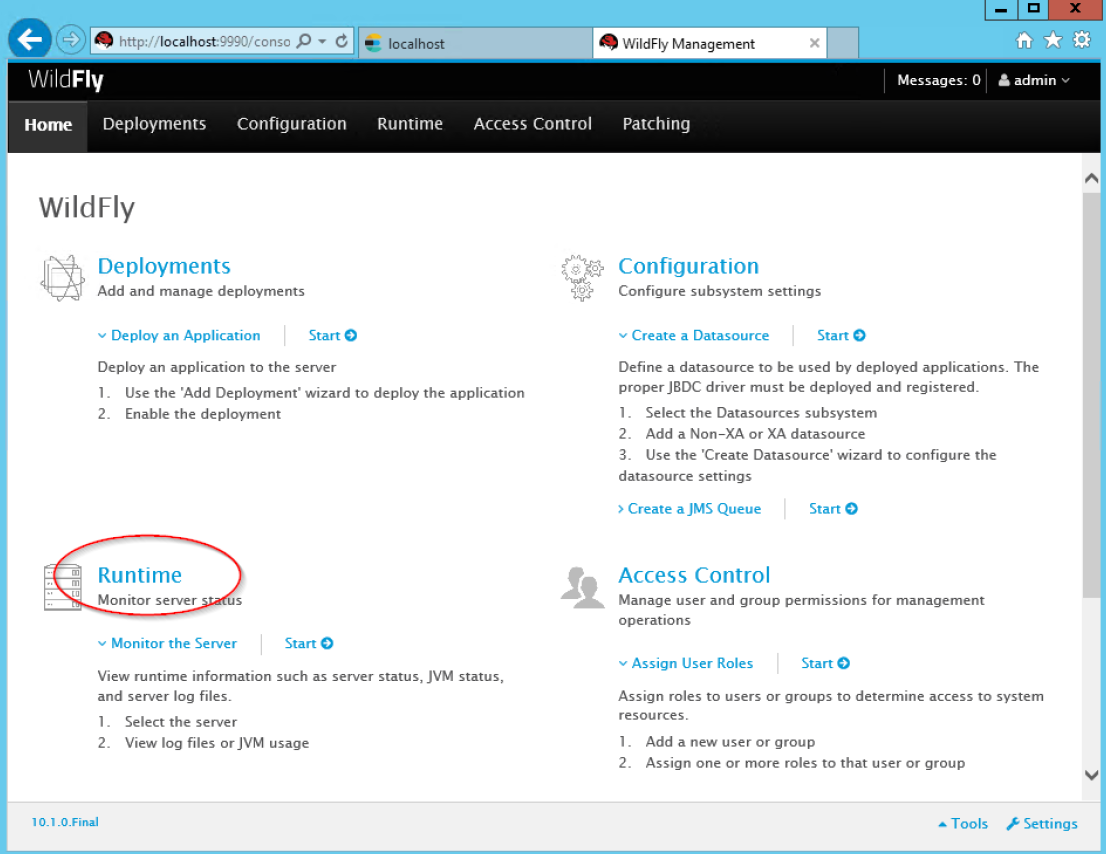 http://localhost:9990/conso
localhost
WildFly Management
WildFly
Messages: 0
admin
Home
Deployments
Configuration
Runtime
Access Control
Patching
WildFly
Deployments
Add and manage deployments
Deploy an Application
Start
Deploy an application to the server
1. Use the 'Add Deployment' wizard to deploy the application
2. Enable the deployment
Configuration
Configure subsystem settings
Create a Datasource
Start
Define a datasource to be used by deployed applications. The
proper JBDC driver must be deployed and registered.
1. Select the Datasources subsystem
2. Add a Non-XA or XA datasource
3. Use the 'Create Datasource' wizard to configure the
datasource settings
Create a JMS Queue
Start
Runtime
Monitor server status
Monitor the Server
Start
View runtime information such as server status, JVM status,
and server log files.
1. Select the server
2. View log files or JVM usage
Access Control
Manage user and group permissions for management
operations
Assign User Roles
Start
Assign roles to users or groups to determine access to system
resources.
1. Add a new user or group
2. Assign one or more roles to that user or group
10.1.0.Final
Tools
Settings